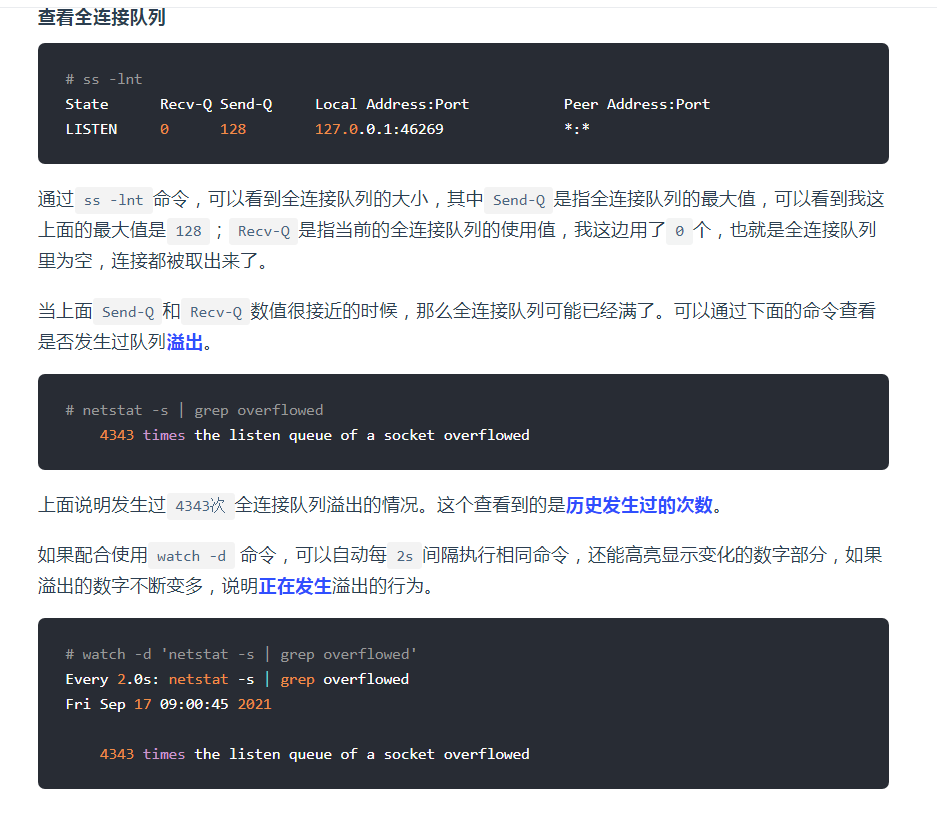 查看全连接队列
# ss -lnt
State Recv-Q Send-Q Local Address:Port Peer Address:Port
LISTEN 0 128 127.0.0.1:46269 *:*
通过 ss -lnt 命令，可以看到全连接队列的大小，其中 Send-Q 是指全连接队列的最大值，可以看到我这
上面的最大值是 128 ；Recv-Q 是指当前的全连接队列的使用值，我这边用了 0 个，也就是全连接队列
里为空，连接都被取出来了。
当上面 Send-Q 和 Recv-Q 数值很接近的时候，那么全连接队列可能已经满了。可以通过下面的命令查看
是否发生过队列溢出。
# netstat -s | grep overflowed
4343 times the listen queue of a socket overflowed
上面说明发生过 4343次 全连接队列溢出的情况。这个查看到的是历史发生过的次数。
如果配合使用 watch -d 命令，可以自动每 2s 间隔执行相同命令，还能高亮显示变化的数字部分，如果
溢出的数字不断变多，说明正在发生溢出的行为。
# watch -d 'netstat -s | grep overflowed'
Every 2.0s: netstat -s | grep overflowed
Fri Sep 17 09:00:45 2021
4343 times the listen queue of a socket overflowed